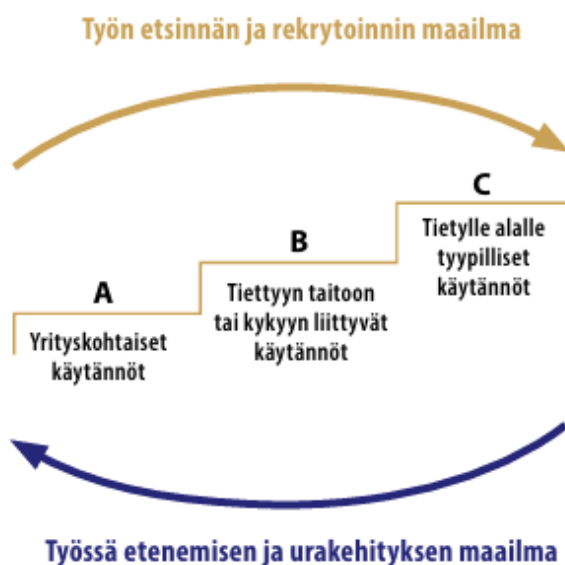 Työn etsinnän ja rekrytoinnin maailma
A
Yrityskohtaiset
käytännöt
B
Tiettyyn taitoon
tai kykyyn liittyvät
käytännöt
C
Tietylle alalle
tyypilliset
käytännöt
Työssä etenemisen ja urakehityksen maailma